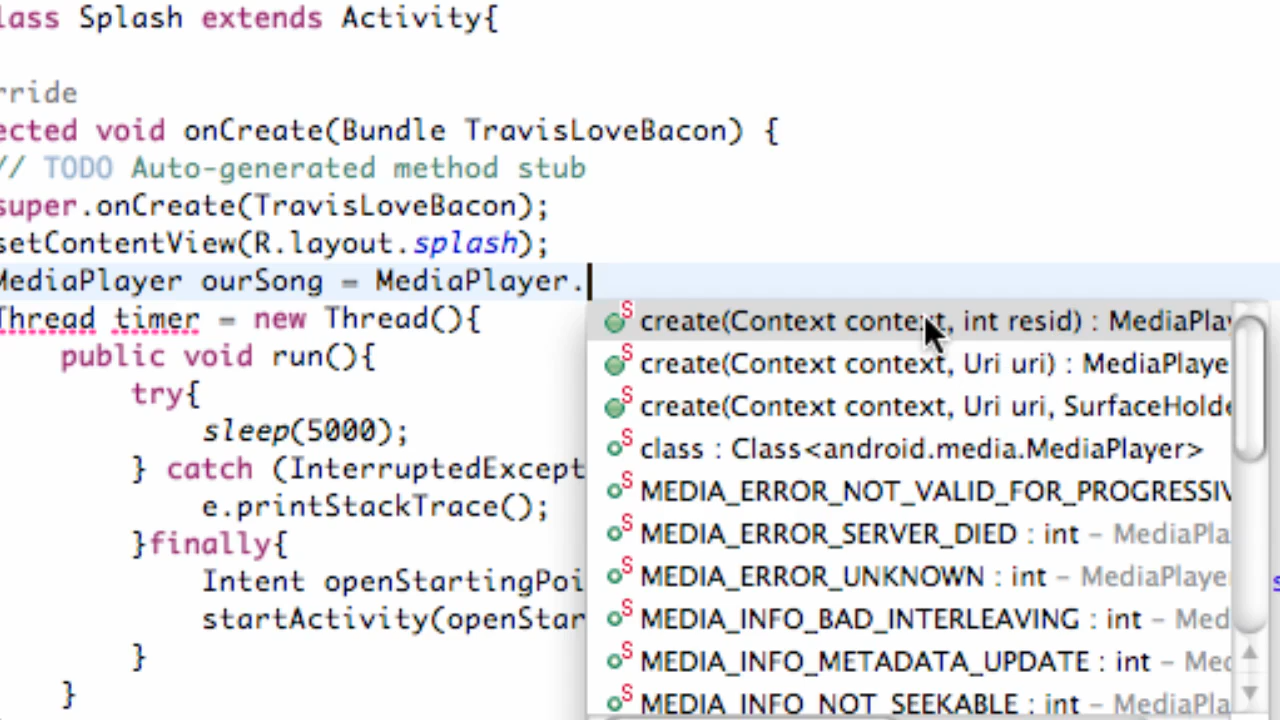 lass Splash extends Activity{
rride
ected void onCreate(Bundle TravisLoveBacon) {
// TODO Auto-generated method stub
super.onCreate(TravisLoveBacon);
setContentView(R.layout.splash);
MediaPlayer ourSong = MediaPlayer.
Thread timer = new Thread(){
public void run(){
try{
sleep(5000);
} catch (InterruptedExcept
e.printStackTrace();
}finally{
Intent openStartingPoi
startActivity(openStar
}
}
S create(Context context, int resid) : MediaPlay
S create(Context context, Uri uri) : MediaPlaye
S create(Context context, Uri uri, SurfaceHolde
S class : Class<android.media.MediaPlayer>
S MEDIA_ERROR_NOT_VALID_FOR_PROGRESSIV
S MEDIA_ERROR_SERVER_DIED : int – MediaPla
S MEDIA_ERROR_UNKNOWN : int – MediaPlaye
S MEDIA_INFO_BAD_INTERLEAVING : int – Med
S MEDIA_INFO_METADATA_UPDATE : int – Med
S MEDIA_INFO_NOT_SEEKABLE : int – MediaPla